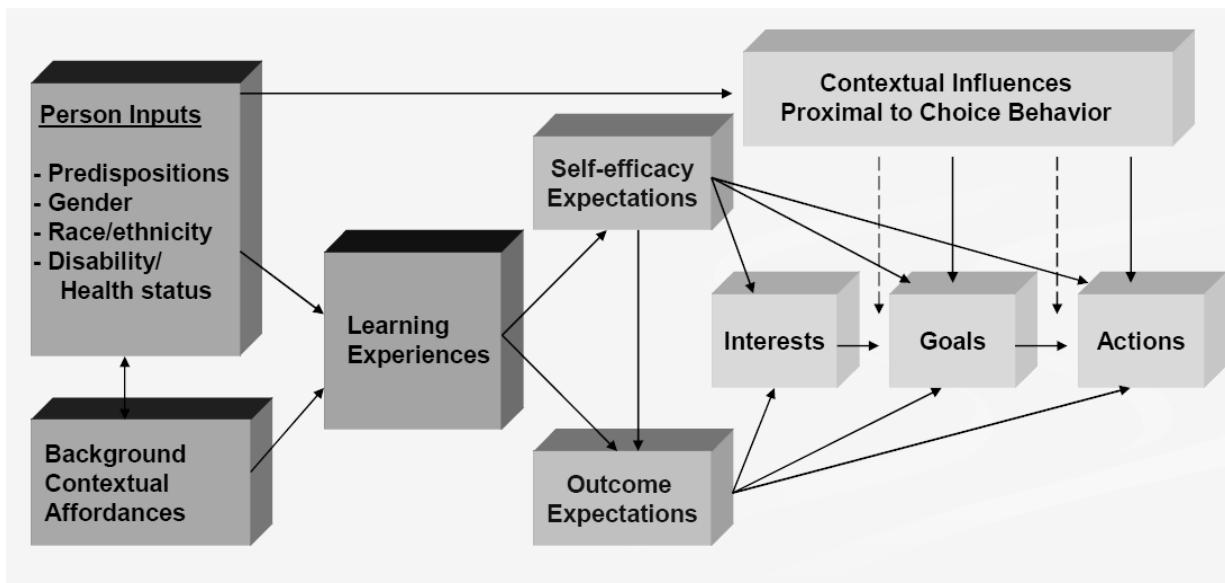 Person Inputs
- Predispositions
- Gender
- Race/ethnicity
- Disability/
Health status
Background
Contextual
Affordances
Learning
Experiences
Self-efficacy
Expectations
Outcome
Expectations
Contextual Influences
Proximal to Choice Behavior
Interests
Goals
Actions